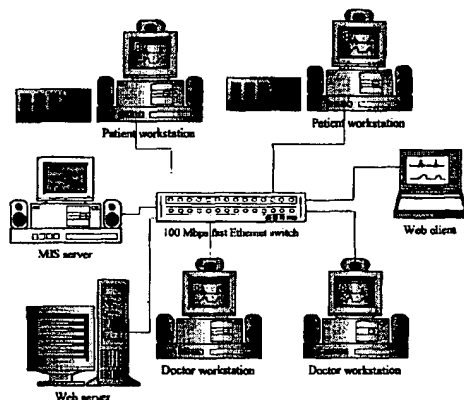 Patient workstation
Patient workstation
MIS server
100 Mbps fast Ethernet switch
Web client
Doctor workstation
Doctor workstation
Web server